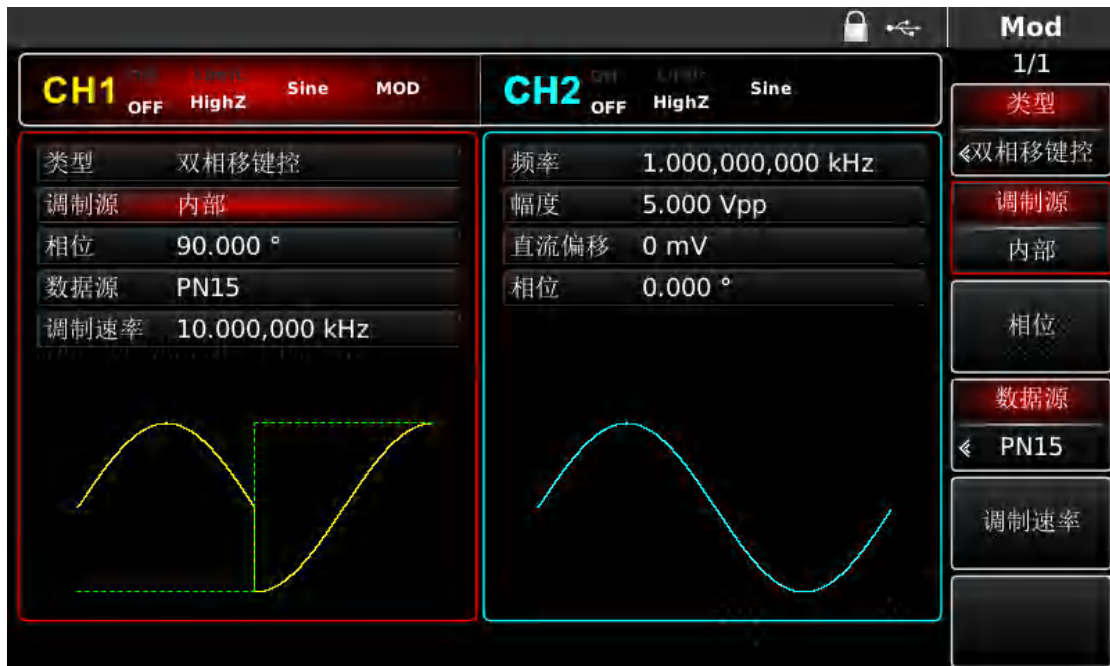 Mod
1/1
CH1 OFF HighZ Sine MOD
CH2 OFF HighZ Sine
类型 双相移键控
调制源 内部
相位 90.000 °
数据源 PN15
调制速率 10.000,000 kHz
频率 1.000,000,000 kHz
幅度 5.000 Vpp
直流偏移 0 mV
相位 0.000 °
类型
双相移键控
调制源
内部
相位
数据源
PN15
调制速率